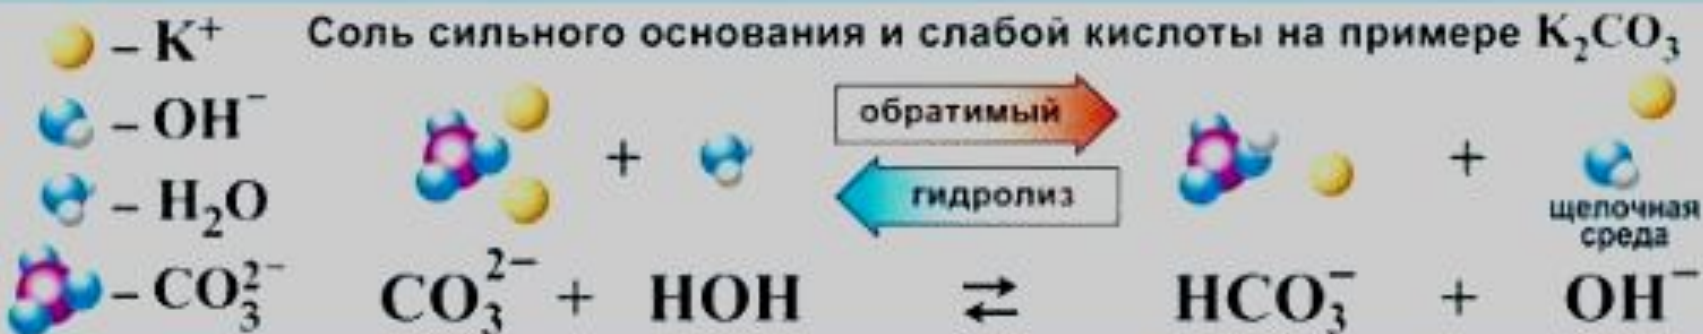 – K⁺ Соль сильного основания и слабой кислоты на примере K₂CO₃
– OH⁻
обратимый
+ +
гидролиз
– H₂O
щелочная
среда
– CO₃²⁻
CO₃²⁻ + HOH ⇄ HCO₃⁻ + OH⁻